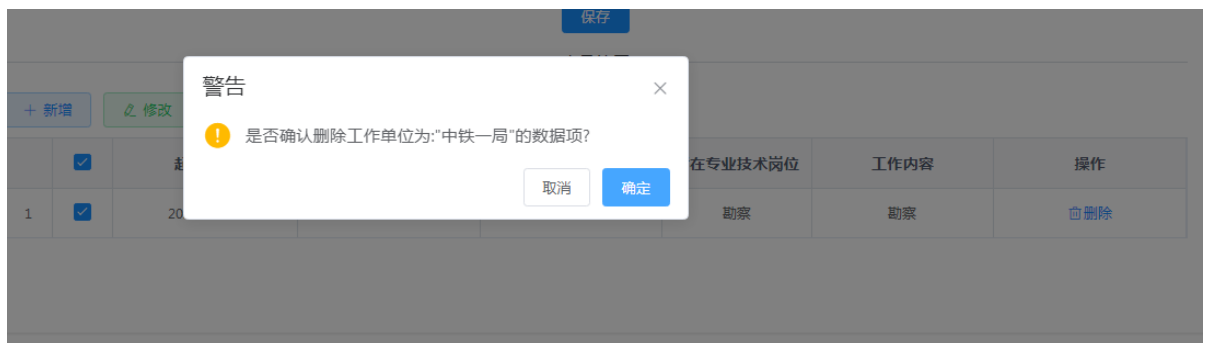 保存
警告
+ 新增
修改
是否确认删除工作单位为:"中铁一局"的数据项?
取消
确定
在专业技术岗位
工作内容
操作
1
20
勘察
勘察
删除